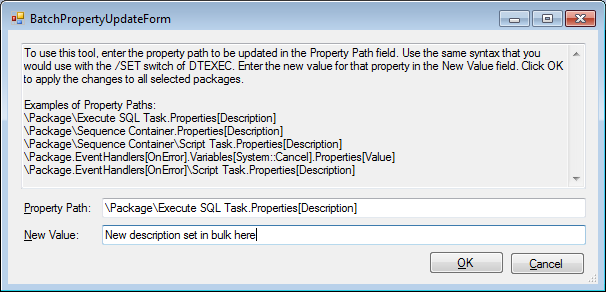 BatchPropertyUpdateForm
To use this tool, enter the property path to be updated in the Property Path field. Use the same syntax that you
would use with the /SET switch of DTEXEC. Enter the new value for that property in the New Value field. Click OK
to apply the changes to all selected packages.
Examples of Property Paths:
\Package\Execute SQL Task.Properties[Description]
\Package\Sequence Container.Properties[Description]
\Package\Sequence Container\Script Task.Properties[Description]
\Package.EventHandlers[OnError].Variables[System::Cancel].Properties[Value]
\Package.EventHandlers[OnError]\Script Task.Properties[Description]
Property Path: \Package\Execute SQL Task.Properties[Description]
New Value: New description set in bulk here
OK Cancel